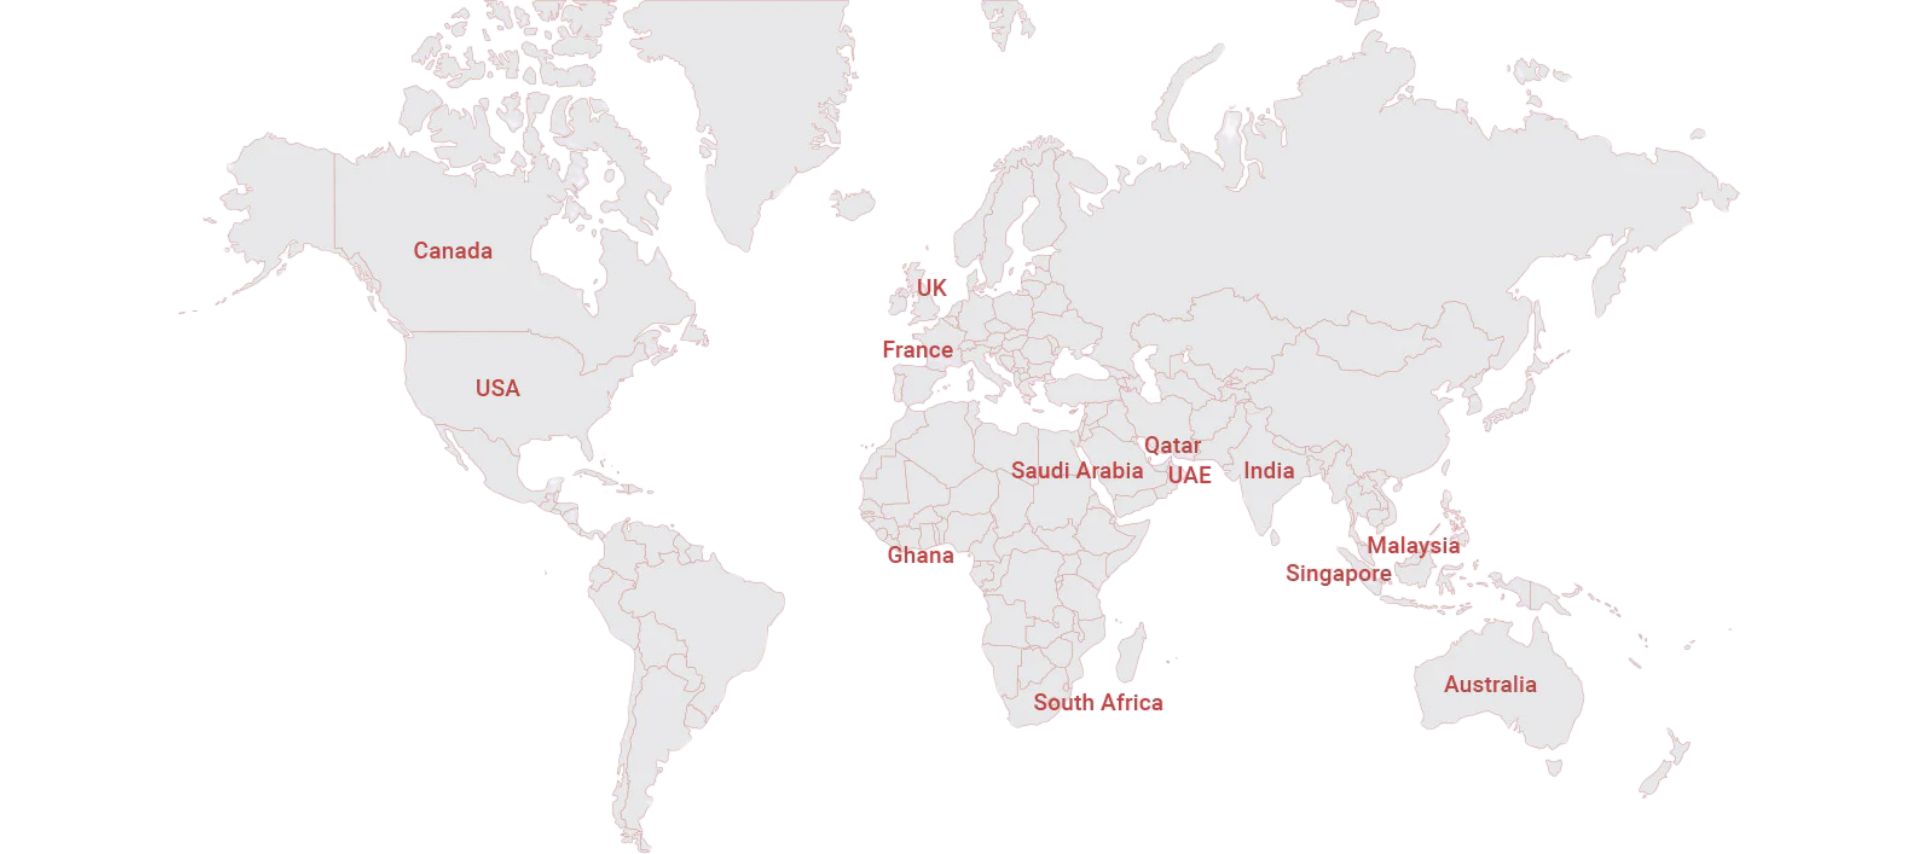 Canada
UK
France
USA
Qatar
Saudi Arabia
UAE
India
Malaysia
Ghana
Singapore
Australia
South Africa